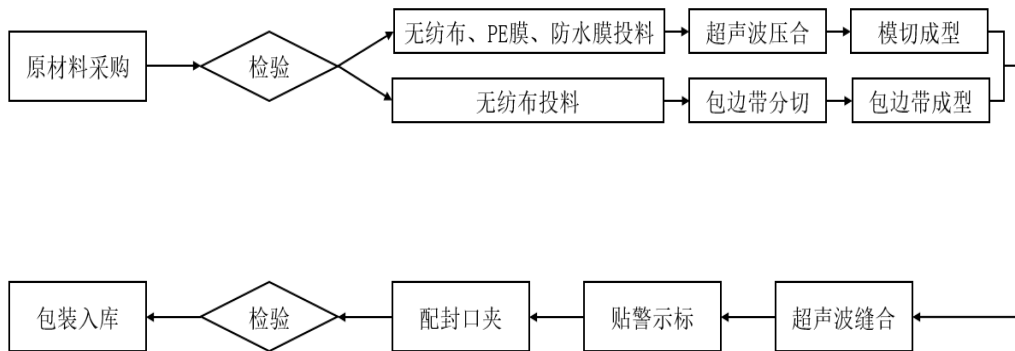 原材料采购
检验
无纺布、PE膜、防水膜投料
超声波压合
模切成型
无纺布投料
包边带分切
包边带成型
包装入库
检验
配封口夹
贴警示标
超声波缝合